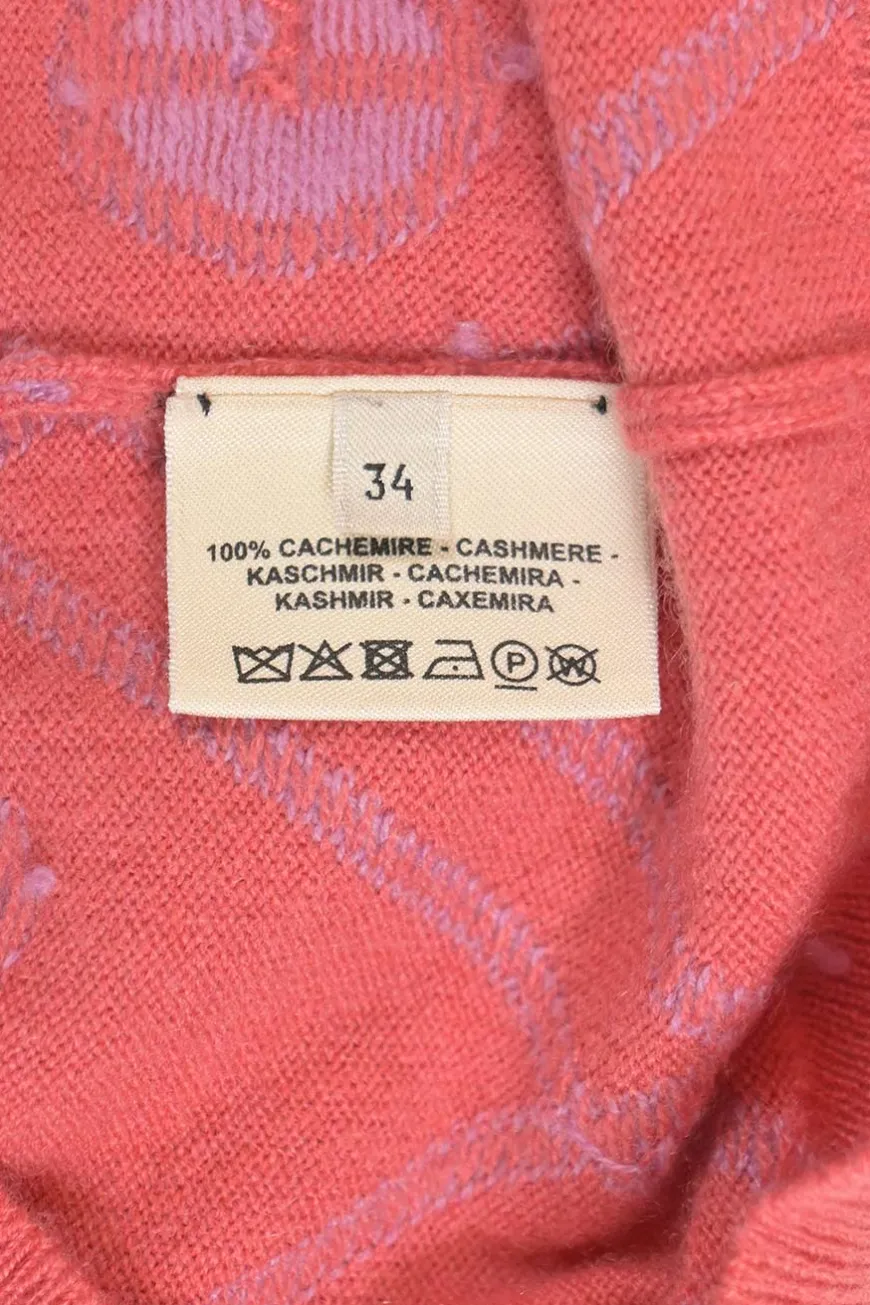 34
100% CACHEMIRE - CASHMERE -
KASCHMIR - CACHEMIRA -
KASHMIR - CAXEMIRA
P W